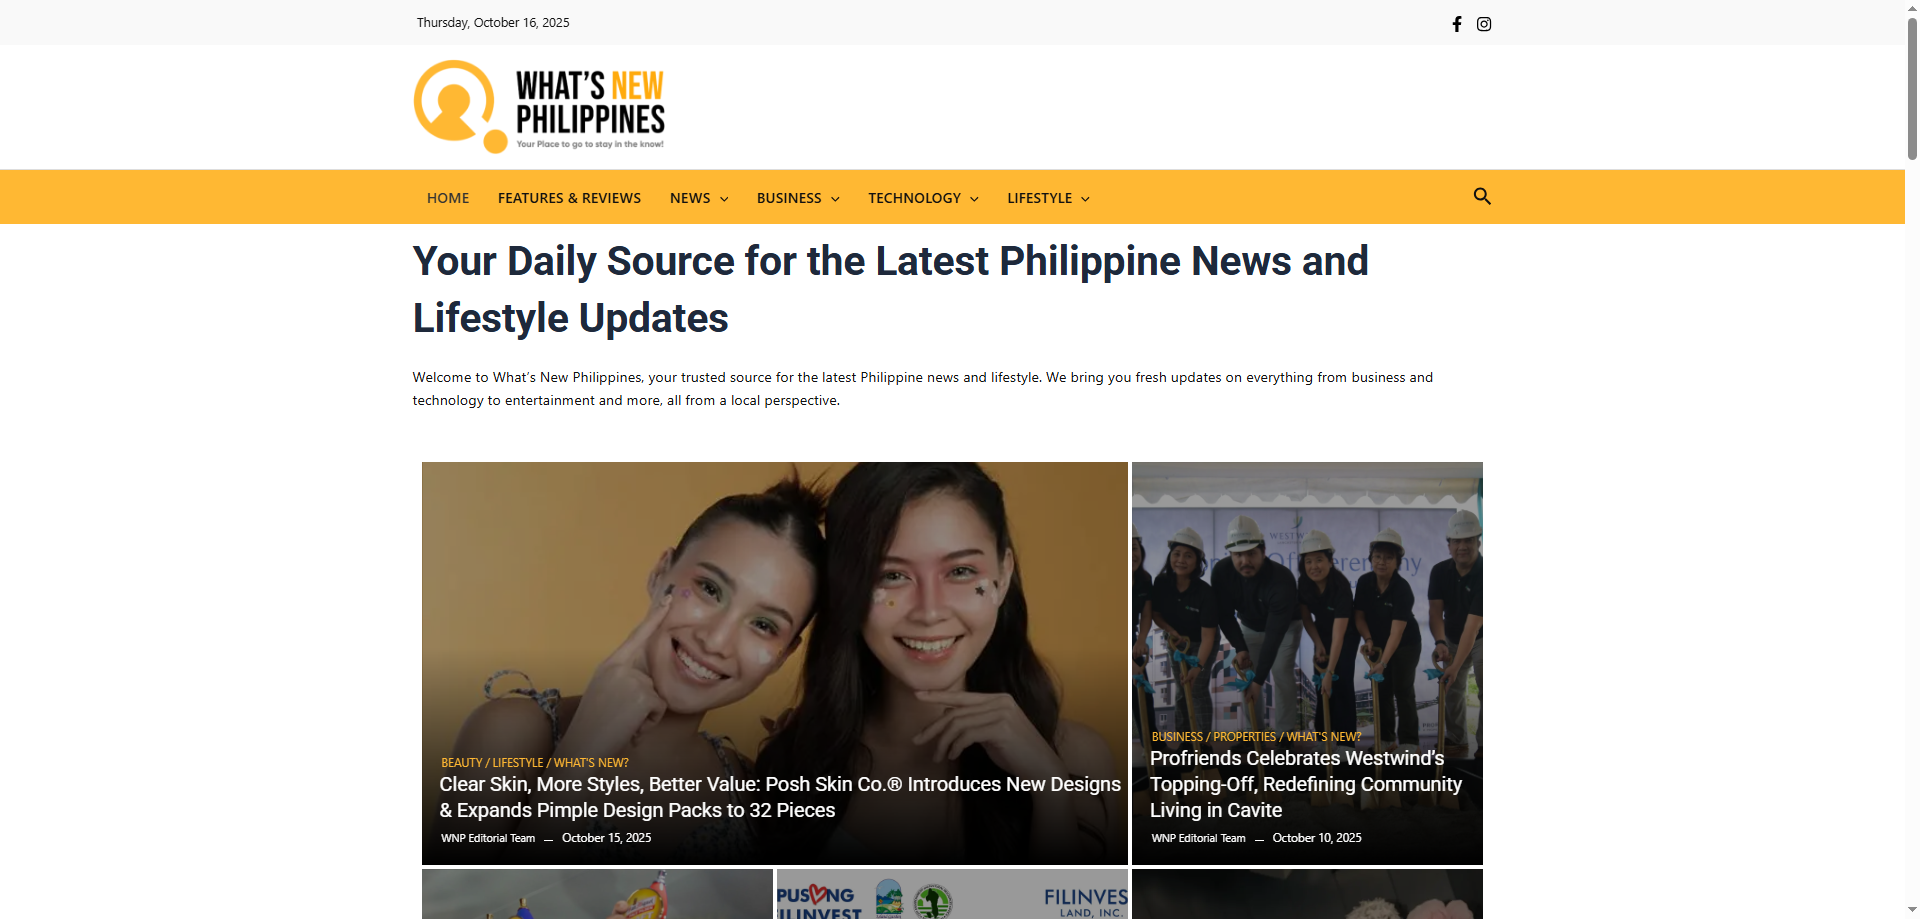 Thursday, October 16, 2025
WHAT'S NEW
PHILIPPINES
Your Place to go to stay in the know!
HOME
FEATURES & REVIEWS
NEWS
BUSINESS
TECHNOLOGY
LIFESTYLE
Your Daily Source for the Latest Philippine News and
Lifestyle Updates
Welcome to What's New Philippines, your trusted source for the latest Philippine news and lifestyle. We bring you fresh updates on everything from business and
technology to entertainment and more, all from a local perspective.
BEAUTY / LIFESTYLE / WHAT'S NEW?
Clear Skin, More Styles, Better Value: Posh Skin Co.® Introduces New Designs
& Expands Pimple Design Packs to 32 Pieces
WNP Editorial Team — October 15, 2025
WESTW
BUSINESS / PROPERTIES / WHAT'S NEW?
Profriends Celebrates Westwind's
Topping-Off, Redefining Community
Living in Cavite
WNP Editorial Team — October 10, 2025
PUSONG
FILINVEST
FILINVES
LAND, INC.